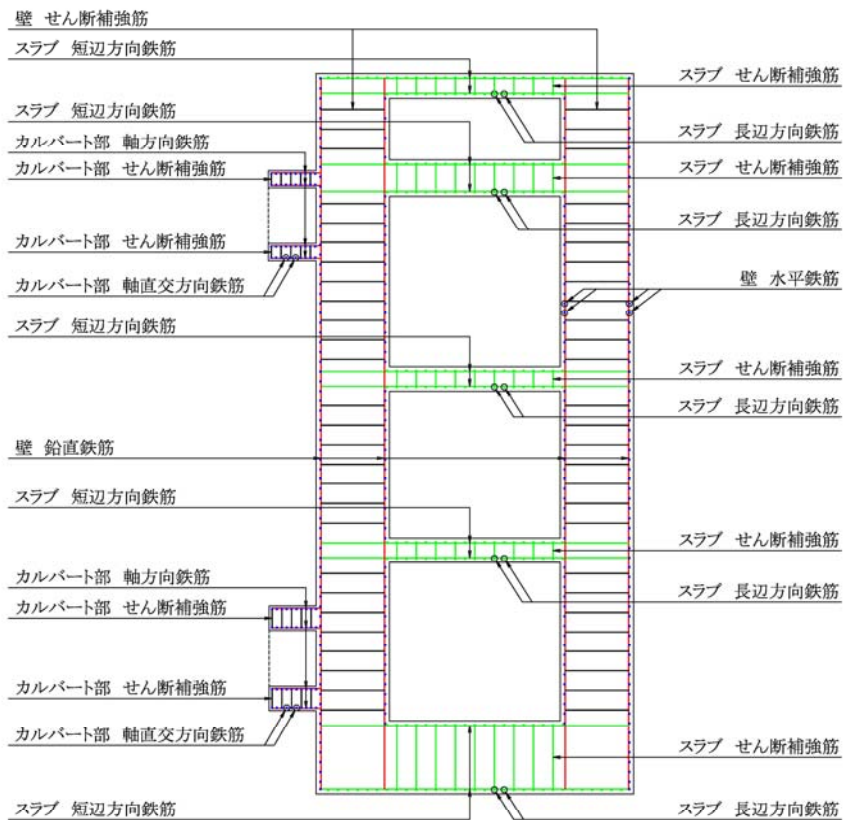 壁 せん断補強筋
スラブ 短辺方向鉄筋
スラブ せん断補強筋
スラブ 短辺方向鉄筋
スラブ 長辺方向鉄筋
カルバート部 軸方向鉄筋
カルバート部 せん断補強筋
スラブ せん断補強筋
スラブ 長辺方向鉄筋
カルバート部 せん断補強筋
カルバート部 軸直交方向鉄筋
壁 水平鉄筋
スラブ 短辺方向鉄筋
スラブ せん断補強筋
スラブ 長辺方向鉄筋
壁 鉛直鉄筋
スラブ 短辺方向鉄筋
スラブ せん断補強筋
カルバート部 軸方向鉄筋
スラブ 長辺方向鉄筋
カルバート部 せん断補強筋
カルバート部 せん断補強筋
カルバート部 軸直交方向鉄筋
スラブ せん断補強筋
スラブ 短辺方向鉄筋
スラブ 長辺方向鉄筋